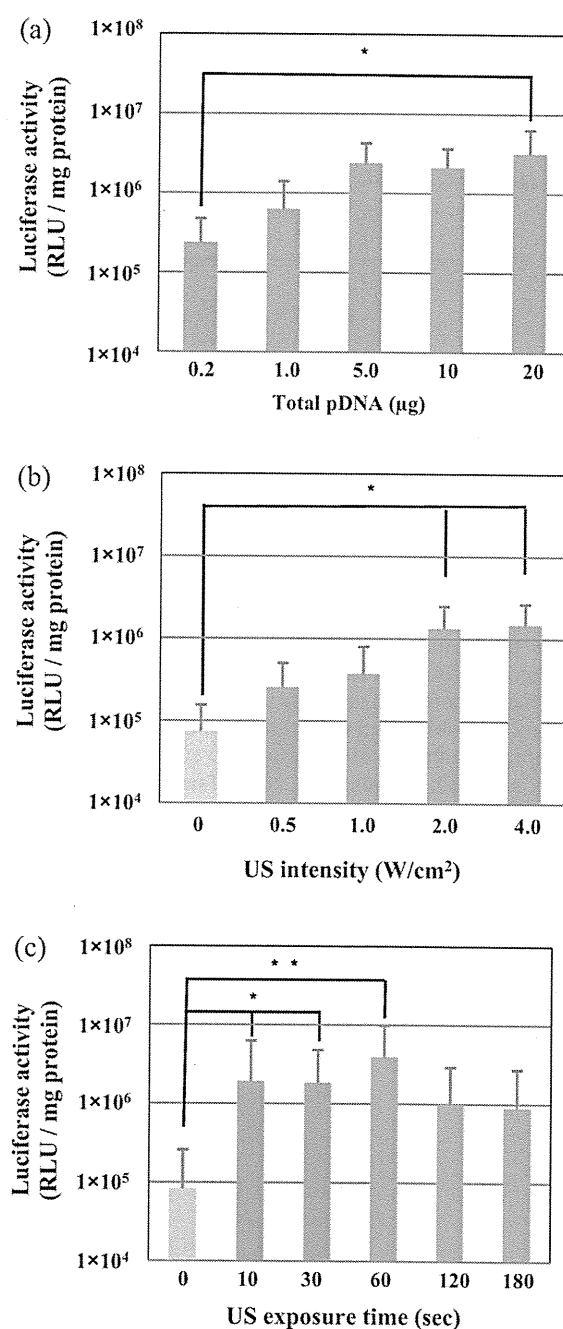 (a)
Luciferase activity
(RLU / mg protein)
1×10⁸
1×10⁷
1×10⁶
1×10⁵
1×10⁴
*
0.2 1.0 5.0 10 20
Total pDNA (µg)
(b)
Luciferase activity
(RLU / mg protein)
1×10⁸
1×10⁷
1×10⁶
1×10⁵
1×10⁴
*
0 0.5 1.0 2.0 4.0
US intensity (W/cm²)
(c)
Luciferase activity
(RLU / mg protein)
1×10⁸
1×10⁷
1×10⁶
1×10⁵
1×10⁴
* *
*
0 10 30 60 120 180
US exposure time (sec)